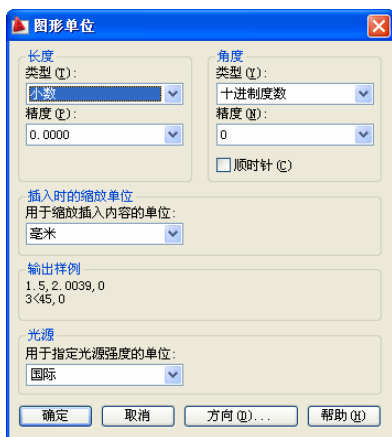 图形单位
长度
类型(T):
小数
精度(P):
0.0000
角度
类型(Y):
十进制度数
精度(N):
0
顺时针(C)
插入时的缩放单位
用于缩放插入内容的单位:
毫米
输出样例
1.5,2.0039,0
3<45,0
光源
用于指定光源强度的单位:
国际
确定 取消 方向(D)... 帮助(H)